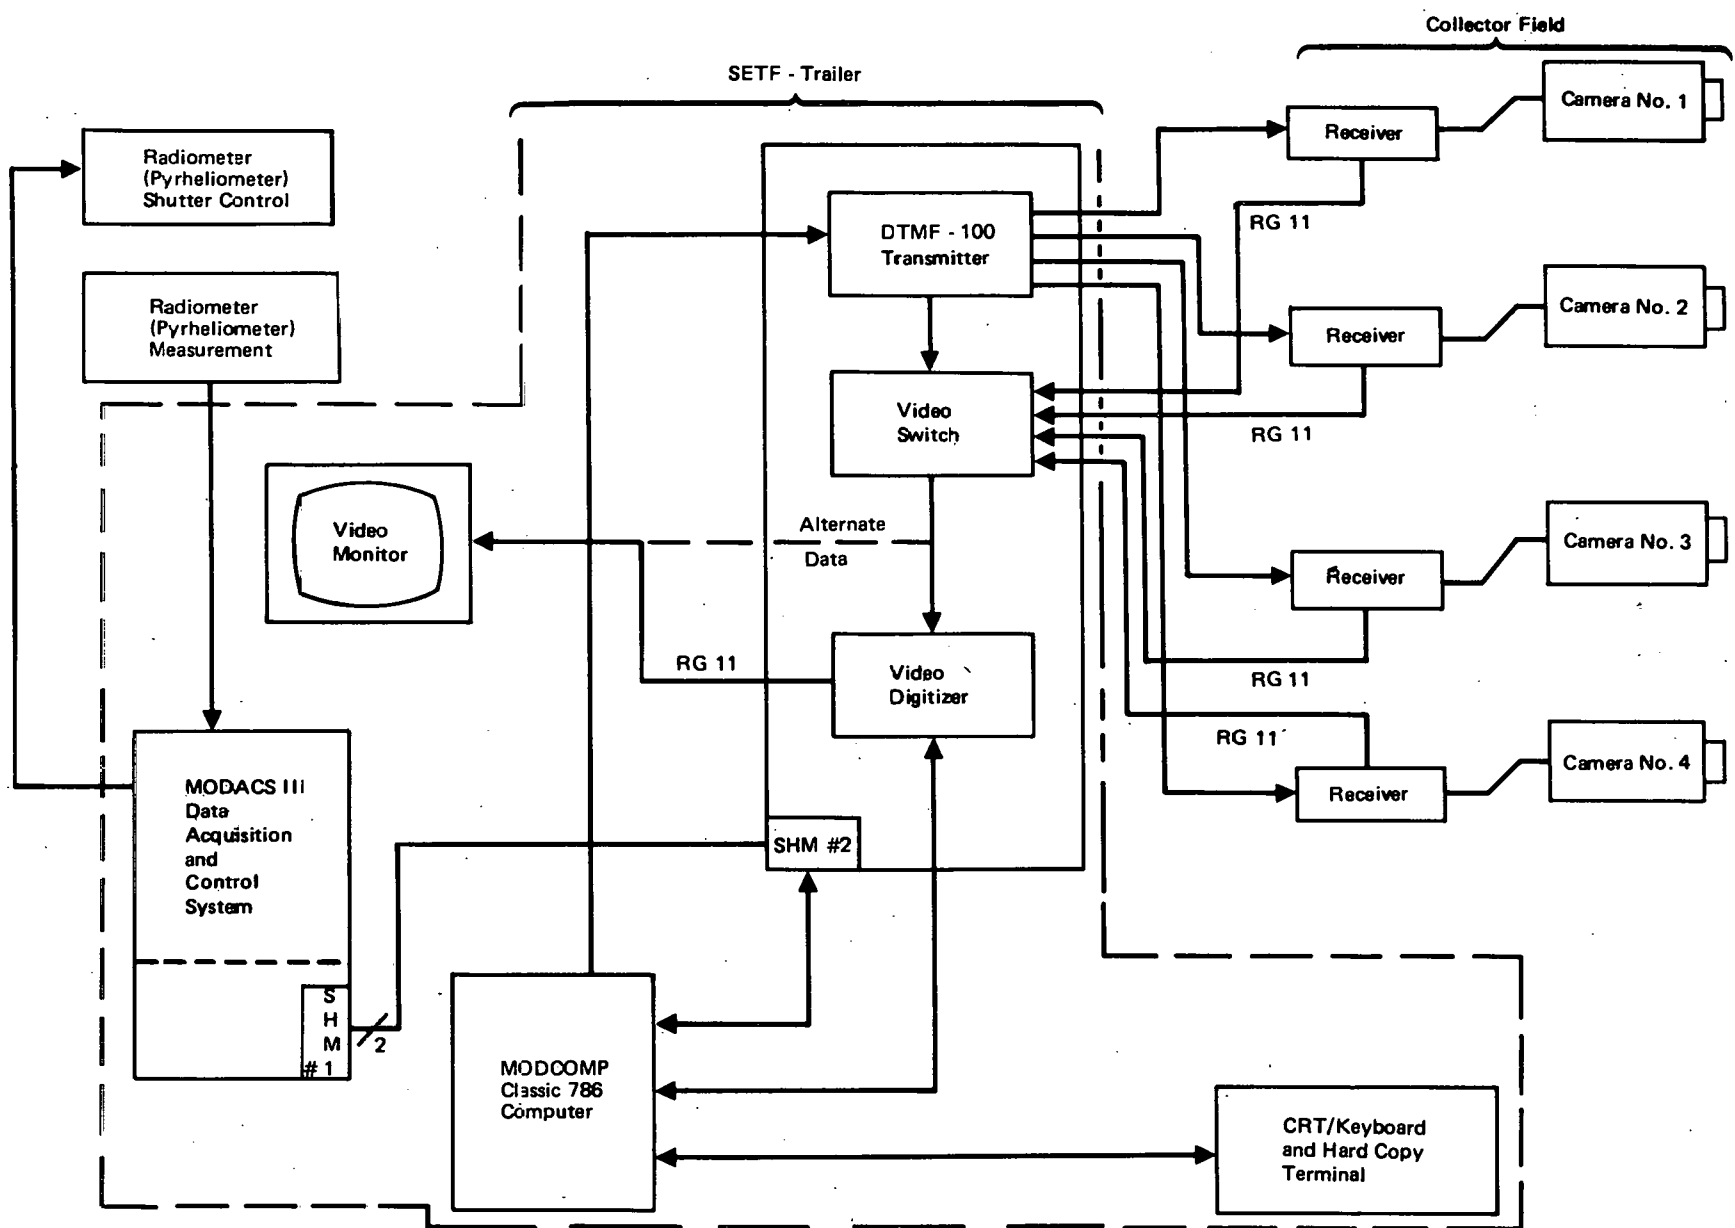 Collector Field
SETF - Trailer
Camera No. 1
Receiver
Radiometer
(Pyrheliometer)
Shutter Control
RG 11
DTMF - 100
Transmitter
Camera No. 2
Receiver
Radiometer
(Pyrheliometer)
Measurement
Video
Switch
RG 11
Video
Monitor
Alternate
Data
Camera No. 3
Receiver
RG 11
Video
Digitizer
RG 11
RG 11
Camera No. 4
Receiver
MODACS III
Data
Acquisition
and
Control
System
SHM #2
S
H
M
#1
2
MODCOMP
Classic 786
Computer
CRT/Keyboard
and Hard Copy
Terminal